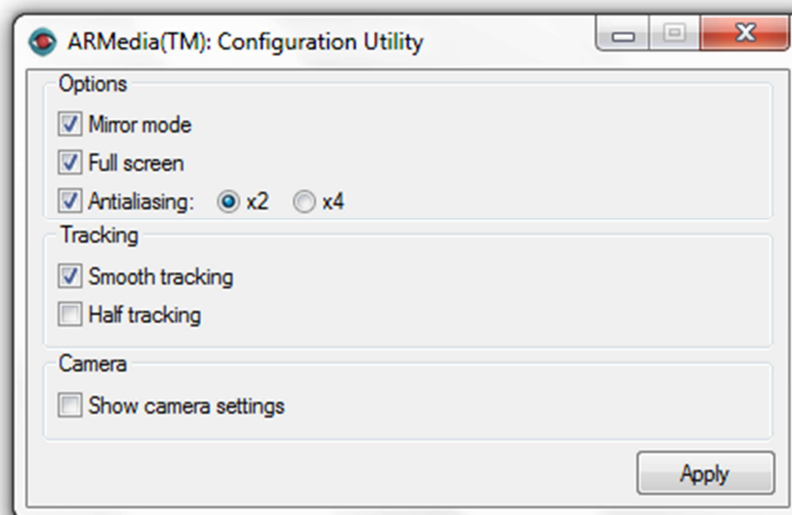 ARMedia(TM): Configuration Utility
Options
Mirror mode
Full screen
Antialiasing: x2 x4
Tracking
Smooth tracking
Half tracking
Camera
Show camera settings
Apply